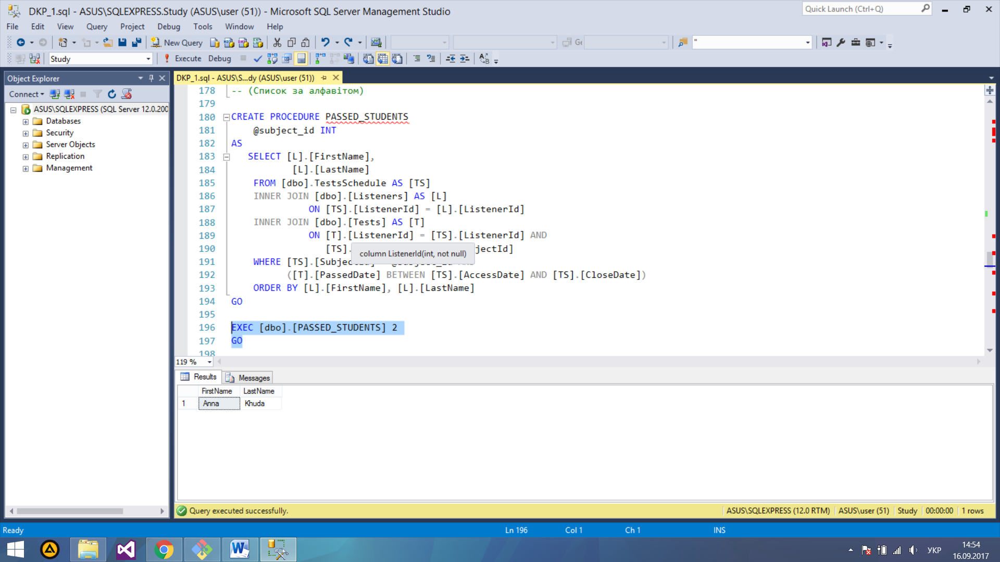 DKP_1.sql - ASUS\SQLEXPRESS.Study (ASUS\user (51)) - Microsoft SQL Server Management Studio
Quick Launch (Ctrl+Q)
File Edit View Query Project Debug Tools Window Help
New Query
"
Study
Execute Debug
Object Explorer
DKP_1.sql - ASUS\S...dy (ASUS\user (51))
Connect
ASUS\SQLEXPRESS (SQL Server 12.0.200
Databases
Security
Server Objects
Replication
Management
178 -- (Список за алфавітом)
179
180 CREATE PROCEDURE PASSED_STUDENTS
181 @subject_id INT
182 AS
183 SELECT [L].[FirstName],
184 [L].[LastName]
185 FROM [dbo].TestsSchedule AS [TS]
186 INNER JOIN [dbo].[Listeners] AS [L]
187 ON [TS].[ListenerId] = [L].[ListenerId]
188 INNER JOIN [dbo].[Tests] AS [T]
189 ON [T].[ListenerId] = [TS].[ListenerId] AND
190 [TS]. jectId]
column ListenerId(int, not null)
191 WHERE [TS].
192 ([T].[PassedDate] BETWEEN [TS].[AccessDate] AND [TS].[CloseDate])
193 ORDER BY [L].[FirstName], [L].[LastName]
194 GO
195
196 EXEC [dbo].[PASSED_STUDENTS] 2
197 GO
198
119 %
Results Messages
FirstName LastName
1 Anna Khuda
Query executed successfully.
ASUS\SQLEXPRESS (12.0 RTM) ASUS\user (51) Study 00:00:00 1 rows
Ready
Ln 196 Col 1 Ch 1 INS
УКР
14:54
16.09.2017